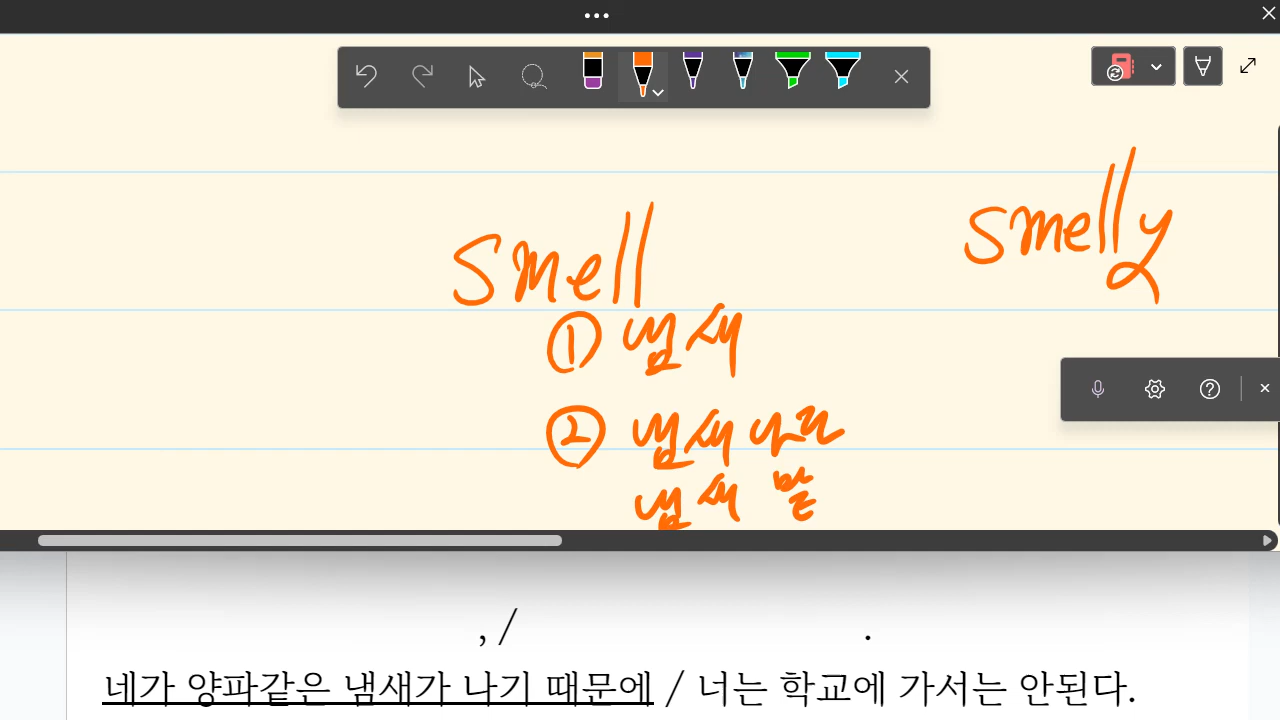 smelly
smell
① 냄새
② 냄새 나다
냄새 맡
, / .
네가 양파같은 냄새가 나기 때문에 / 너는 학교에 가서는 안된다.